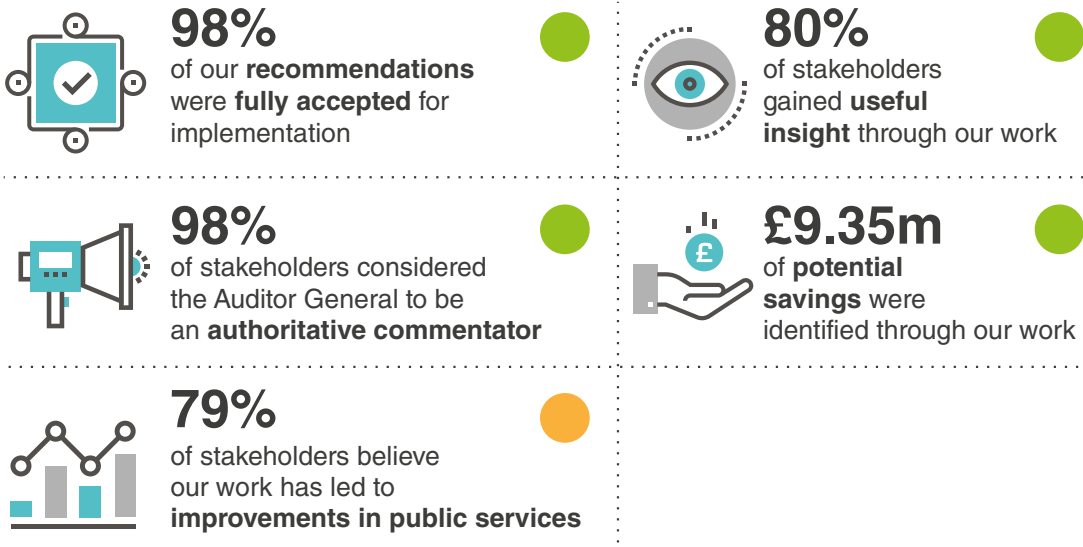 98%
of our recommendations
were fully accepted for
implementation
80%
of stakeholders
gained useful
insight through our work
98%
of stakeholders considered
the Auditor General to be
an authoritative commentator
£
£9.35m
of potential
savings were
identified through our work
79%
of stakeholders believe
our work has led to
improvements in public services